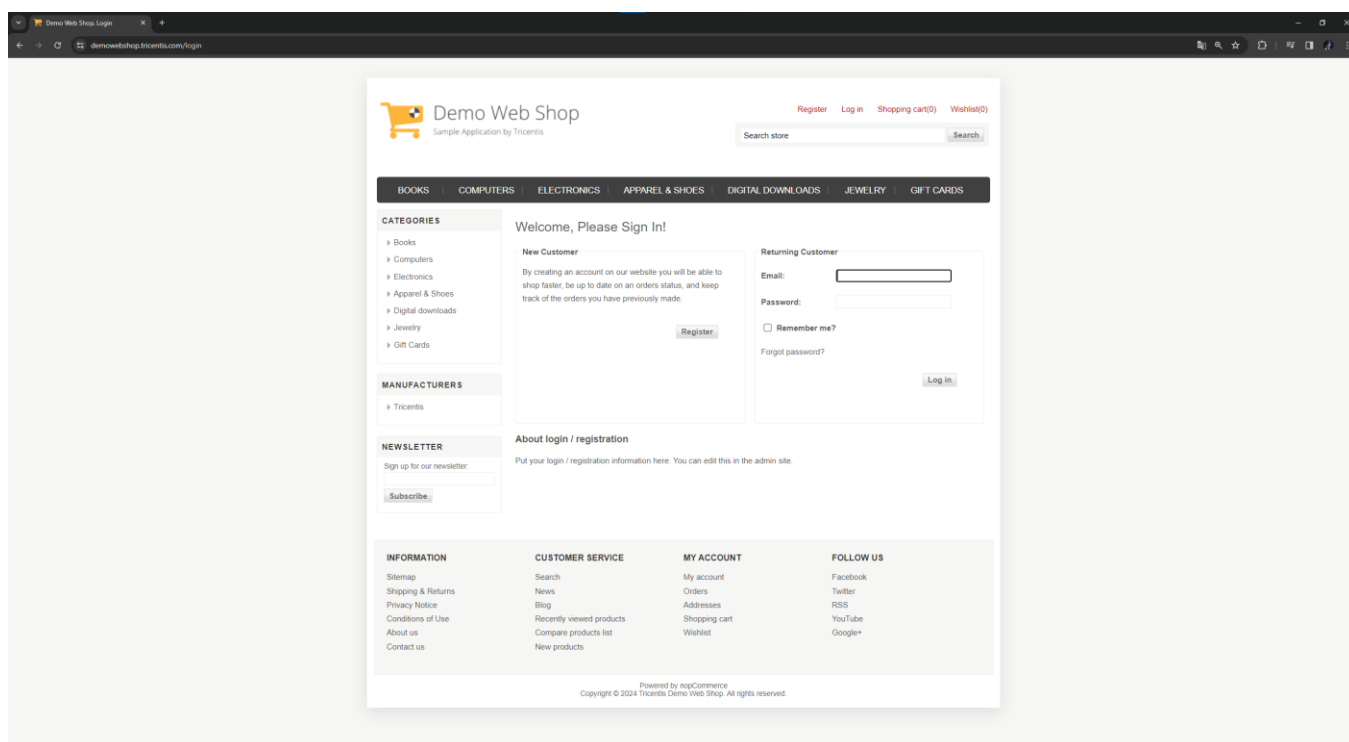 Demo Web Shop. Login
demowebshop.tricentis.com/login
Demo Web Shop
Sample Application by Tricentis
Register Log in Shopping cart(0) Wishlist(0)
Search store Search
BOOKS COMPUTERS ELECTRONICS APPAREL & SHOES DIGITAL DOWNLOADS JEWELRY GIFT CARDS
CATEGORIES
Books
Computers
Electronics
Apparel & Shoes
Digital downloads
Jewelry
Gift Cards
MANUFACTURERS
Tricentis
NEWSLETTER
Sign up for our newsletter:
Subscribe
Welcome, Please Sign In!
New Customer
By creating an account on our website you will be able to
shop faster, be up to date on an orders status, and keep
track of the orders you have previously made.
Register
Returning Customer
Email:
Password:
Remember me?
Forgot password?
Log in
About login / registration
Put your login / registration information here. You can edit this in the admin site.
INFORMATION
Sitemap
Shipping & Returns
Privacy Notice
Conditions of Use
About us
Contact us
CUSTOMER SERVICE
Search
News
Blog
Recently viewed products
Compare products list
New products
MY ACCOUNT
My account
Orders
Addresses
Shopping cart
Wishlist
FOLLOW US
Facebook
Twitter
RSS
YouTube
Google+
Powered by nopCommerce
Copyright © 2024 Tricentis Demo Web Shop. All rights reserved.